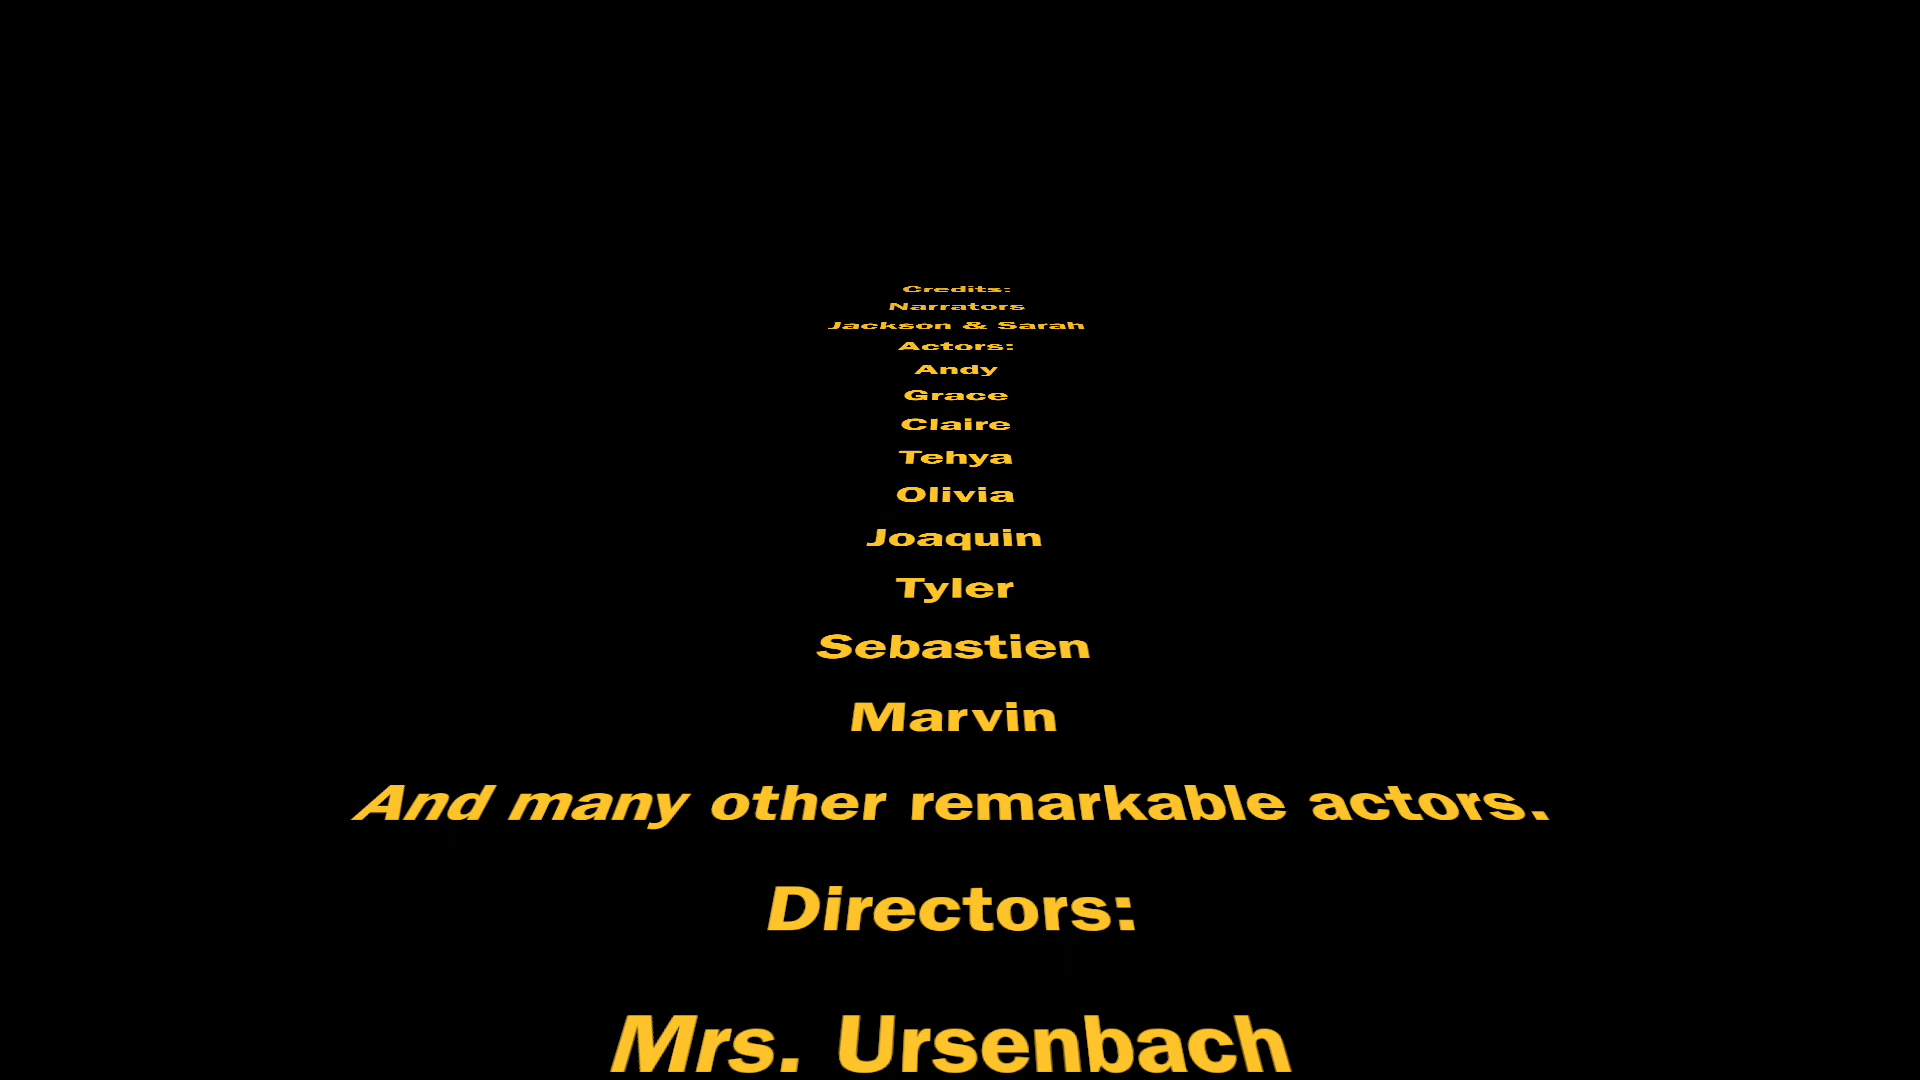 Credits:
Narrators
Jackson & Sarah
Actors:
Andy
Grace
Claire
Tehya
Olivia
Joaquin
Tyler
Sebastien
Marvin
And many other remarkable actors.
Directors:
Mrs. Ursenbach